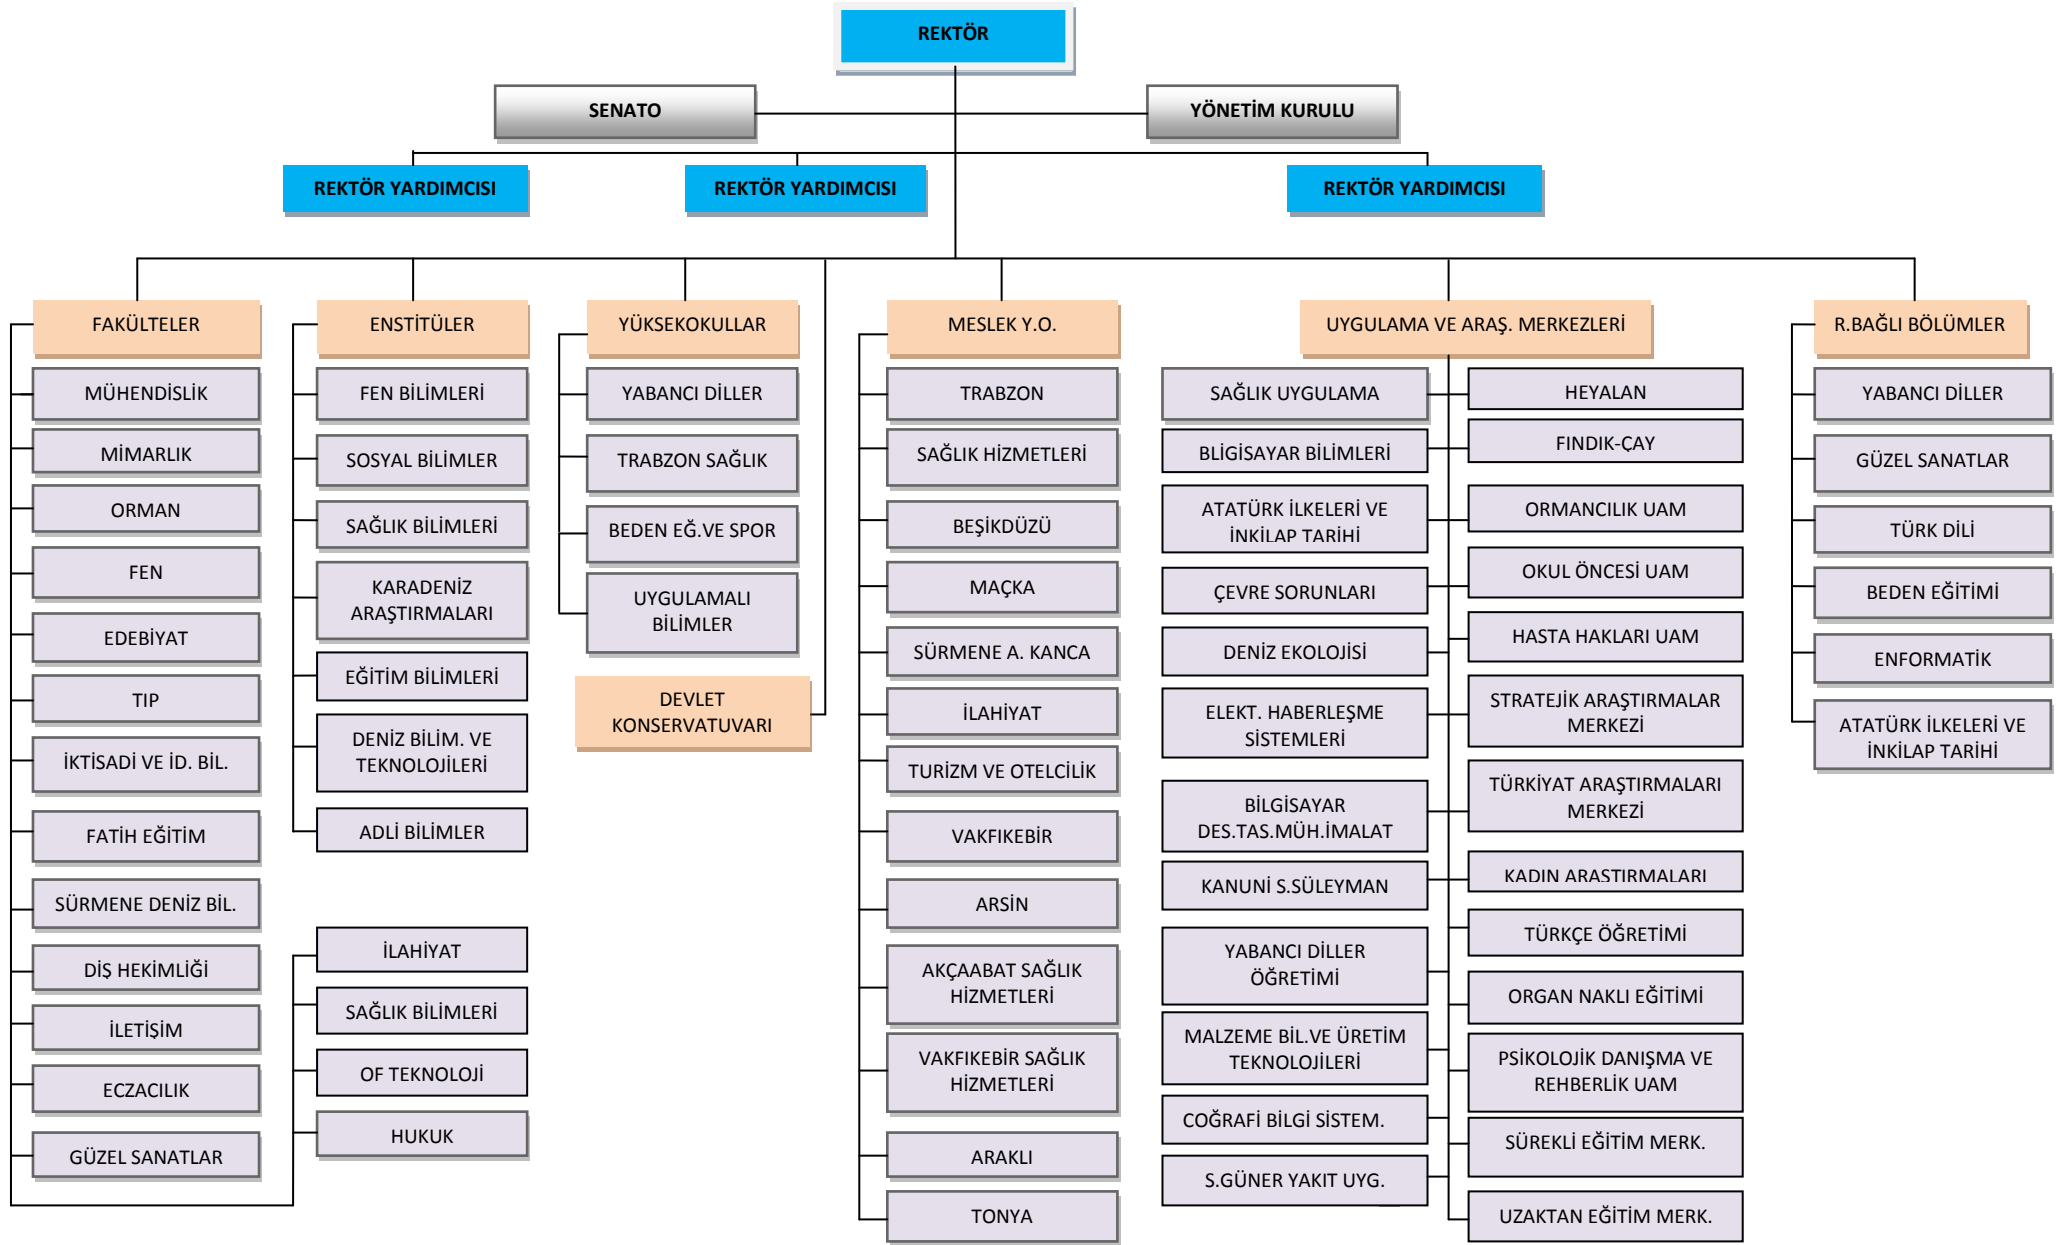 REKTÖR
SENATO
YÖNETİM KURULU
REKTÖR YARDIMCISI
REKTÖR YARDIMCISI
REKTÖR YARDIMCISI
FAKÜLTELER
MÜHENDİSLİK
MİMARLIK
ORMAN
FEN
EDEBİYAT
TIP
İKTİSADİ VE İD. BİL.
FATİH EĞİTİM
SÜRMENE DENİZ BİL.
DİŞ HEKİMLİĞİ
İLETİŞİM
ECZACILIK
GÜZEL SANATLAR
İLAHİYAT
SAĞLIK BİLİMLERİ
OF TEKNOLOJİ
HUKUK
ENSTİTÜLER
FEN BİLİMLERİ
SOSYAL BİLİMLER
SAĞLIK BİLİMLERİ
KARADENİZ
ARAŞTIRMALARI
EĞİTİM BİLİMLERİ
DENİZ BİLİM. VE
TEKNOLOJİLERİ
ADLİ BİLİMLER
YÜKSEKOKULLAR
YABANCI DİLLER
TRABZON SAĞLIK
BEDEN EĞ.VE SPOR
UYGULAMALI
BİLİMLER
DEVLET
KONSERVATUVARI
MESLEK Y.O.
TRABZON
SAĞLIK HİZMETLERİ
BEŞİKDÜZÜ
MAÇKA
SÜRMENE A. KANCA
İLAHİYAT
TURİZM VE OTELCİLİK
VAKFIKEBİR
ARSİN
AKÇAABAT SAĞLIK
HİZMETLERİ
VAKFIKEBİR SAĞLIK
HİZMETLERİ
ARAKLI
TONYA
UYGULAMA VE ARAŞ. MERKEZLERİ
SAĞLIK UYGULAMA
BLİGİSAYAR BİLİMLERİ
ATATÜRK İLKELERİ VE
İNKİLAP TARİHİ
ÇEVRE SORUNLARI
DENİZ EKOLOJİSİ
ELEKT. HABERLEŞME
SİSTEMLERİ
BİLGİSAYAR
DES.TAS.MÜH.İMALAT
KANUNİ S.SÜLEYMAN
YABANCI DİLLER
ÖĞRETİMİ
MALZEME BİL.VE ÜRETİM
TEKNOLOJİLERİ
COĞRAFİ BİLGİ SİSTEM.
S.GÜNER YAKIT UYG.
HEYALAN
FINDIK-ÇAY
ORMANCILIK UAM
OKUL ÖNCESİ UAM
HASTA HAKLARI UAM
STRATEJİK ARAŞTIRMALAR
MERKEZİ
TÜRKİYAT ARAŞTIRMALARI
MERKEZİ
KADIN ARAŞTIRMALARI
TÜRKÇE ÖĞRETİMİ
ORGAN NAKLI EĞİTİMİ
PSİKOLOJİK DANIŞMA VE
REHBERLİK UAM
SÜREKLİ EĞİTİM MERK.
UZAKTAN EĞİTİM MERK.
R.BAĞLI BÖLÜMLER
YABANCI DİLLER
GÜZEL SANATLAR
TÜRK DİLİ
BEDEN EĞİTİMİ
ENFORMATİK
ATATÜRK İLKELERİ VE
İNKİLAP TARİHİ